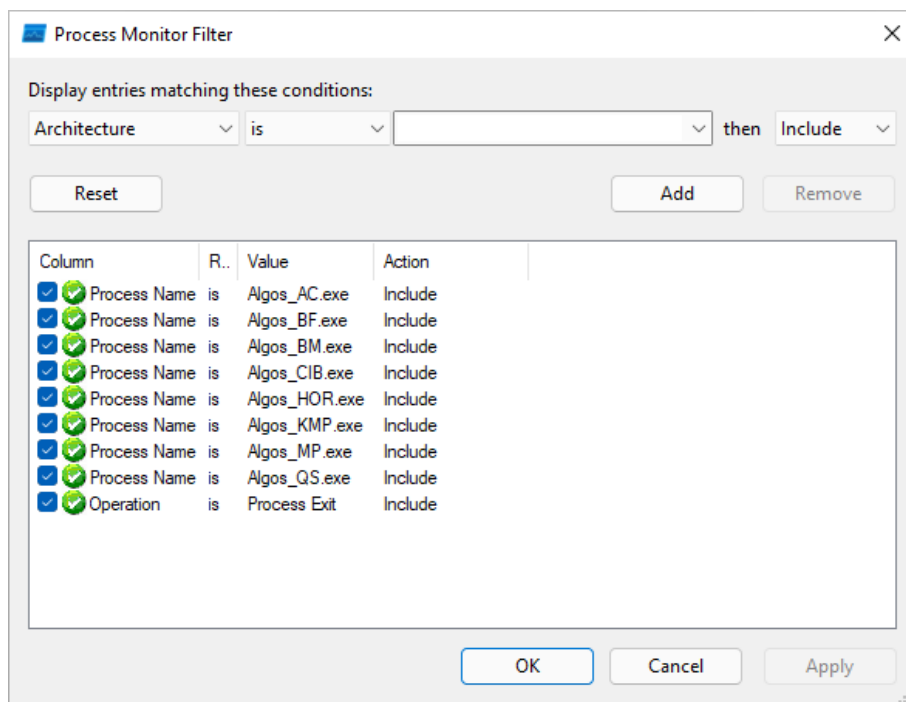 Process Monitor Filter
Display entries matching these conditions:
Architecture is then Include
Reset Add Remove
Column R.. Value Action
Process Name is Algos_AC.exe Include
Process Name is Algos_BF.exe Include
Process Name is Algos_BM.exe Include
Process Name is Algos_CIB.exe Include
Process Name is Algos_HOR.exe Include
Process Name is Algos_KMP.exe Include
Process Name is Algos_MP.exe Include
Process Name is Algos_QS.exe Include
Operation is Process Exit Include
OK Cancel Apply